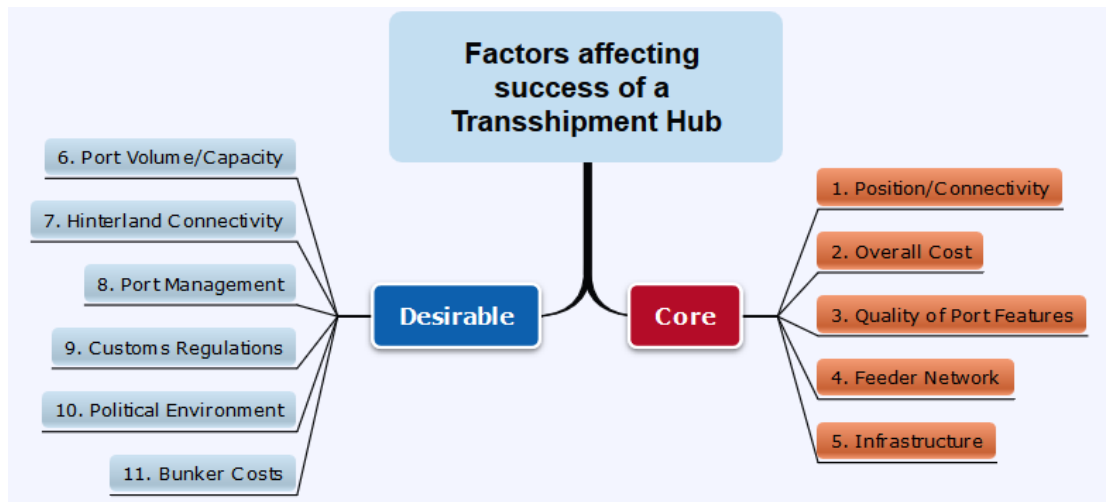 Factors affecting
success of a
Transshipment Hub
6. Port Volume/Capacity
7. Hinterland Connectivity
8. Port Management
9. Customs Regulations
10. Political Environment
11. Bunker Costs
Desirable
Core
1. Position/Connectivity
2. Overall Cost
3. Quality of Port Features
4. Feeder Network
5. Infrastructure